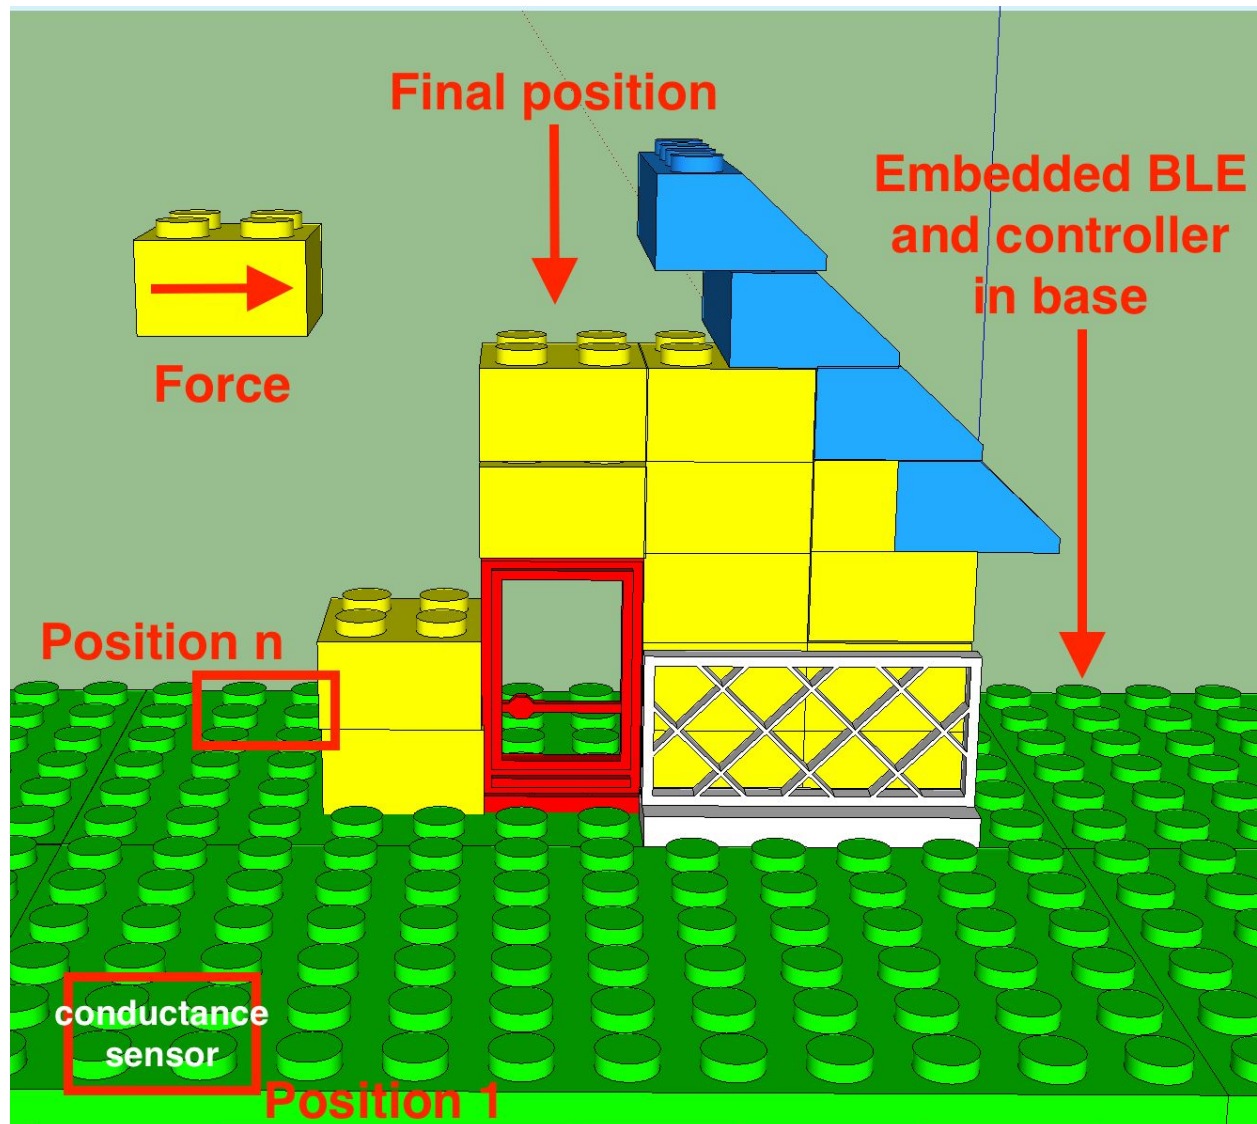 Final position
Embedded BLE
and controller
in base
Force
Position n
conductance
sensor
Position 1